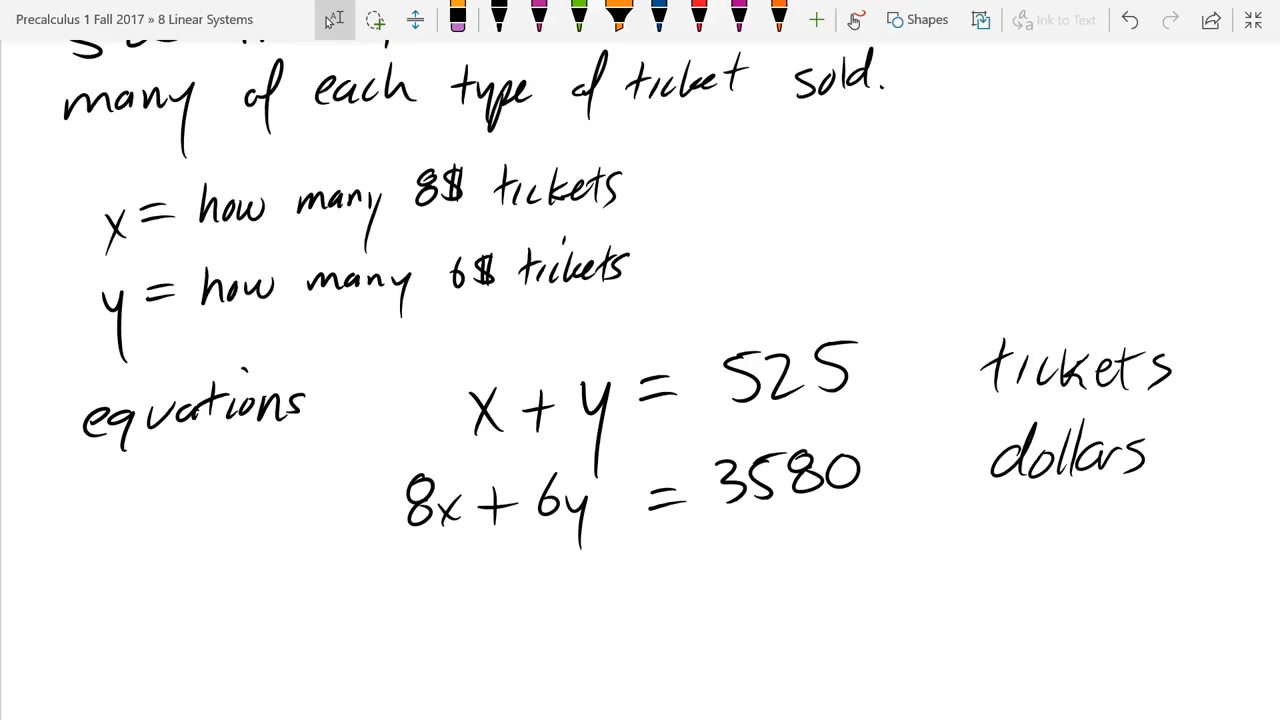 Precalculus 1 Fall 2017 » 8 Linear Systems
Shapes
Ink to Text
many of each type of ticket sold.
x = how many 8$ tickets
y = how many 6$ tickets
equations x + y = 525 tickets
8x + 6y = 3580 dollars